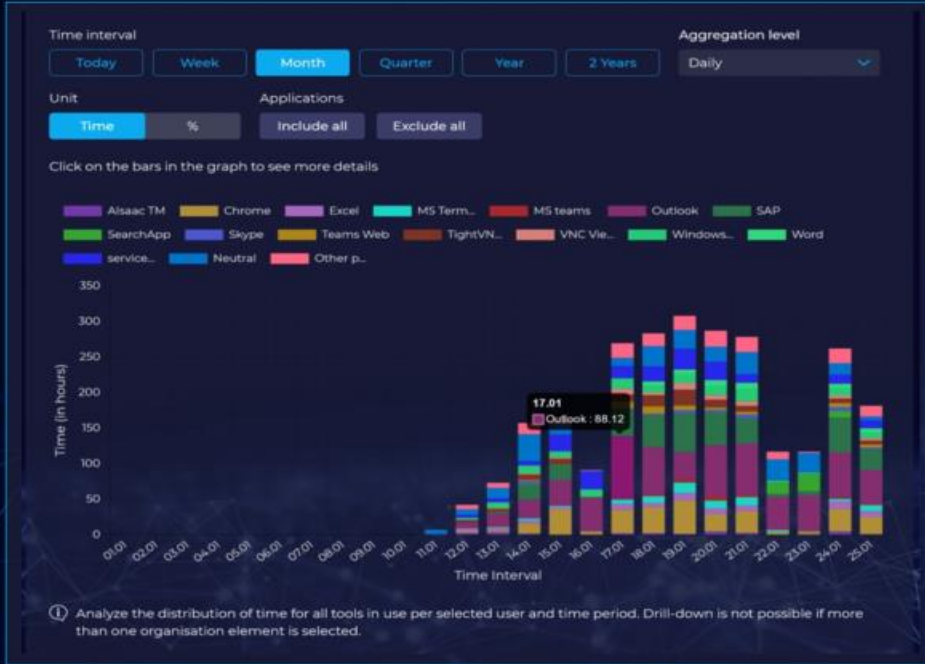 Time interval
Aggregation level
Today Week Month Quarter Year 2 Years Daily
Unit Applications
Time % Include all Exclude all
Click on the bars in the graph to see more details
Alsaac TM Chrome Excel MS Term... MS teams Outlook SAP
SearchApp Skype Teams Web TightVN... VNC Vie... Windows... Word
service... Neutral Other p...
350
300
250
200
150
100
50
0
Time (in hours)
17.01
Outlook : 88.12
01.01 02.01 03.01 04.01 05.01 06.01 07.01 08.01 09.01 10.01 11.01 12.01 13.01 14.01 15.01 16.01 17.01 18.01 19.01 20.01 21.01 22.01 23.01 24.01 25.01
Time Interval
Analyze the distribution of time for all tools in use per selected user and time period. Drill-down is not possible if more
than one organisation element is selected.